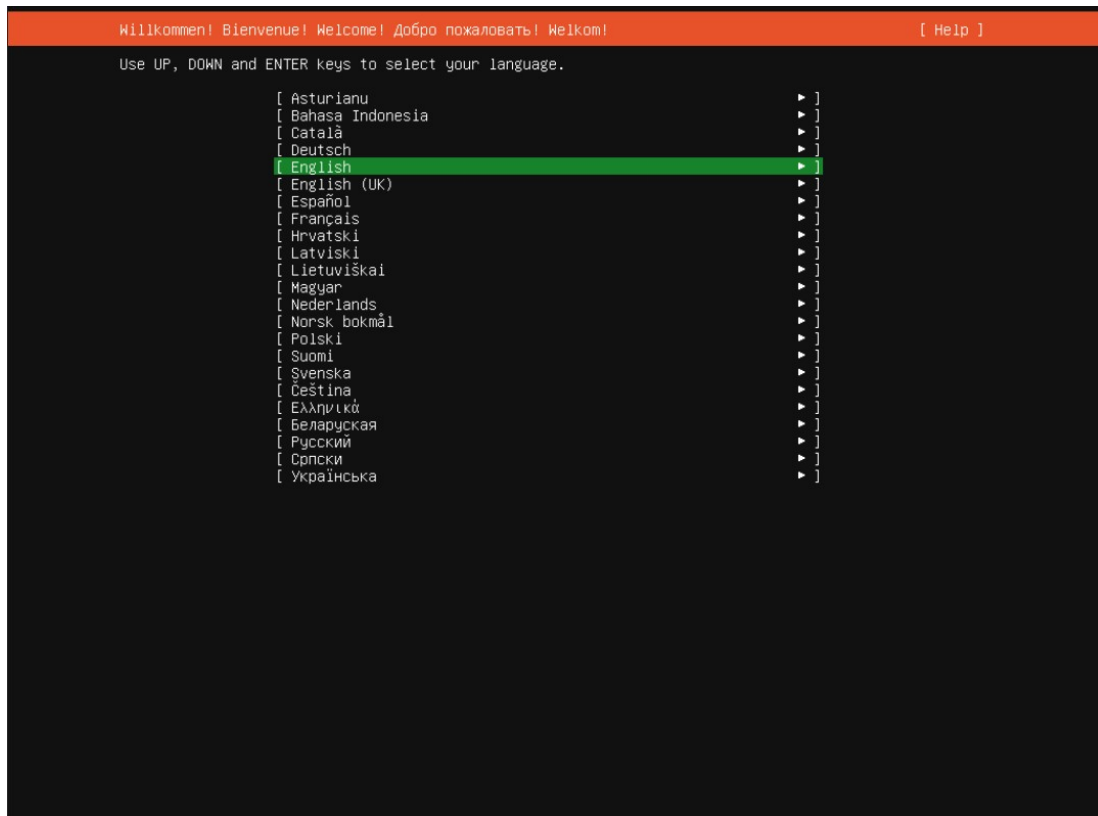 Willkommen! Bienvenue! Welcome! Добро пожаловать! Welkom! [ Help ]
Use UP, DOWN and ENTER keys to select your language.
[ Asturianu ► ]
[ Bahasa Indonesia ► ]
[ Català ► ]
[ Deutsch ► ]
[ English ► ]
[ English (UK) ► ]
[ Español ► ]
[ Français ► ]
[ Hrvatski ► ]
[ Latviski ► ]
[ Lietuviškai ► ]
[ Magyar ► ]
[ Nederlands ► ]
[ Norsk bokmål ► ]
[ Polski ► ]
[ Suomi ► ]
[ Svenska ► ]
[ Čeština ► ]
[ Ελληνικά ► ]
[ Беларуская ► ]
[ Русский ► ]
[ Српски ► ]
[ Українська ► ]